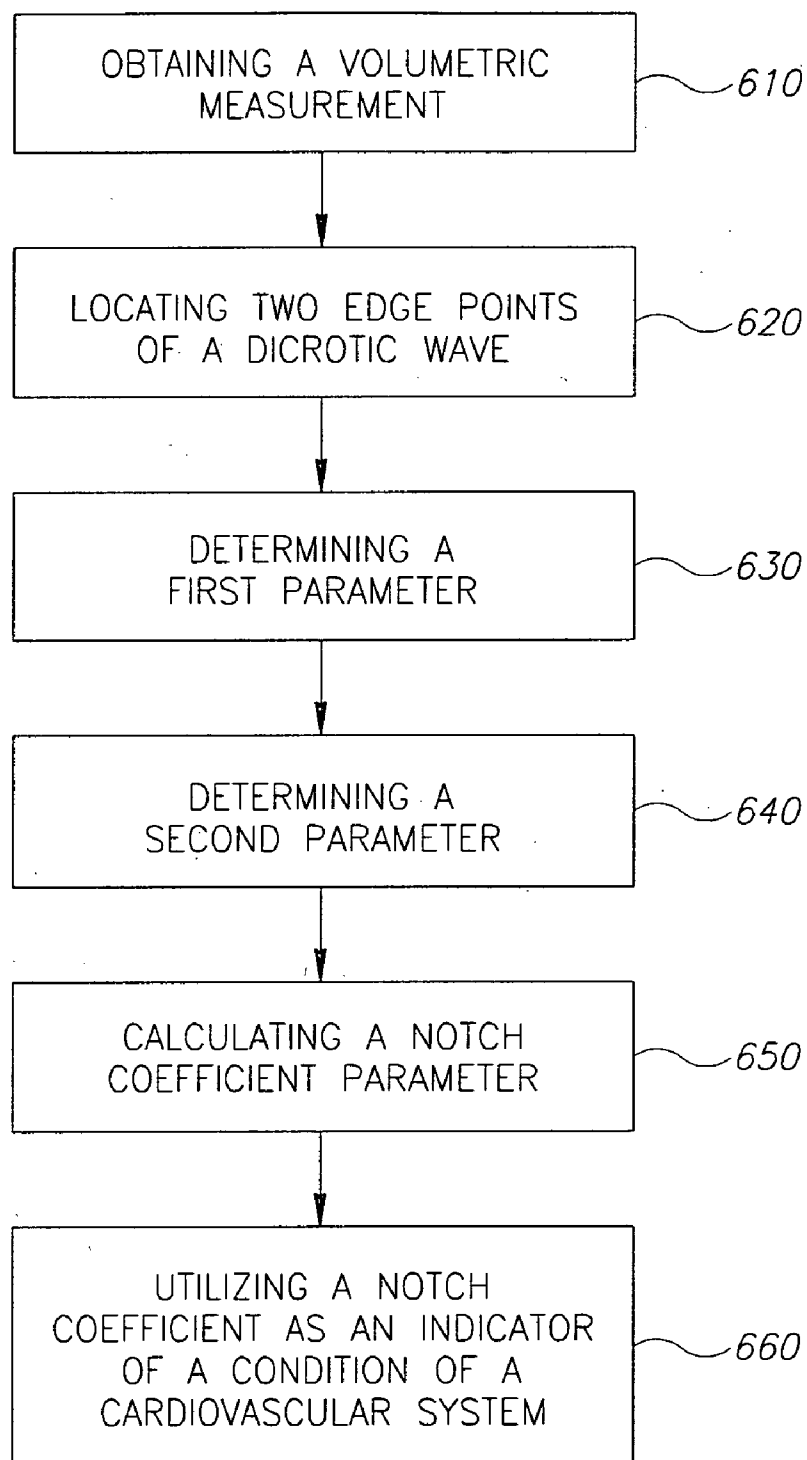 OBTAINING A VOLUMETRIC
MEASUREMENT
610
LOCATING TWO EDGE POINTS
OF A DICROTIC WAVE
620
DETERMINING A
FIRST PARAMETER
630
DETERMINING A
SECOND PARAMETER
640
CALCULATING A NOTCH
COEFFICIENT PARAMETER
650
UTILIZING A NOTCH
COEFFICIENT AS AN INDICATOR
OF A CONDITION OF A
CARDIOVASCULAR SYSTEM
660